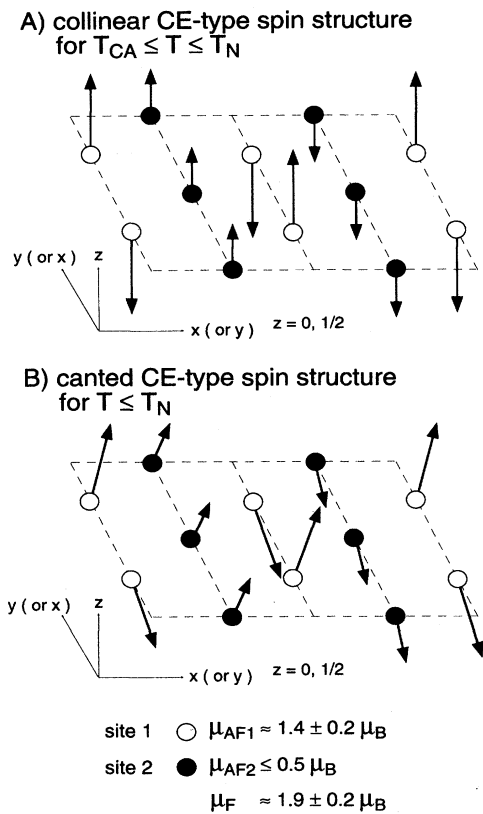 A) collinear CE-type spin structure
for T_CA ≤ T ≤ T_N
y ( or x )
z
x ( or y )
z = 0, 1/2
B) canted CE-type spin structure
for T ≤ T_N
y ( or x )
z
x ( or y )
z = 0, 1/2
site 1 ○ μ_AF1 ≈ 1.4 ± 0.2 μ_B
site 2 ● μ_AF2 ≤ 0.5 μ_B
μ_F ≈ 1.9 ± 0.2 μ_B